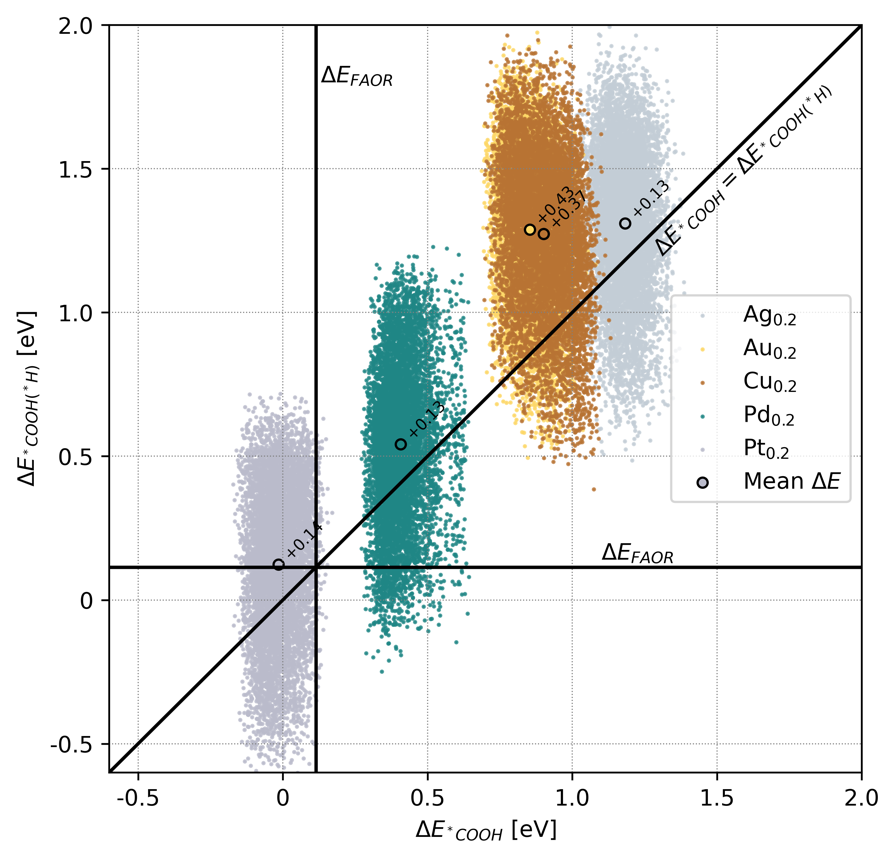 2.0
1.5
1.0
0.5
0
-0.5
ΔE*COOH(*H) [eV]
ΔE_FAOR
+0.43
+0.37
+0.13
ΔE*COOH = ΔE*COOH(*H)
+0.13
+0.14
Ag0.2
Au0.2
Cu0.2
Pd0.2
Pt0.2
Mean ΔE
ΔE_FAOR
-0.5
0
0.5
1.0
1.5
2.0
ΔE*COOH [eV]